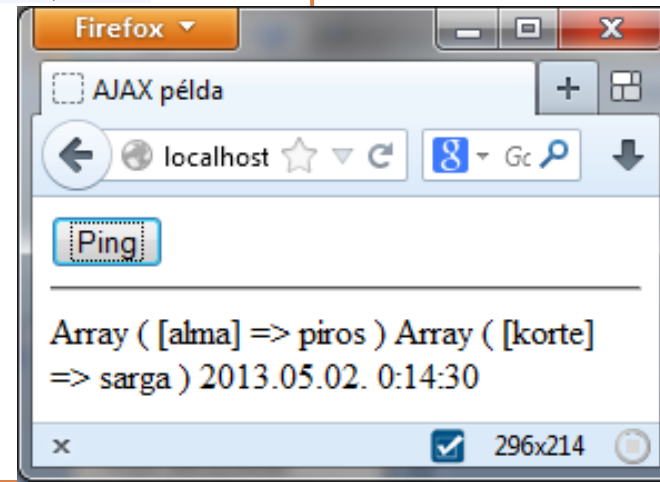 Firefox
AJAX példa
localhost
8 Gc
Ping
Array ( [alma] => piros ) Array ( [korte]
=> sarga ) 2013.05.02. 0:14:30
× 296x214